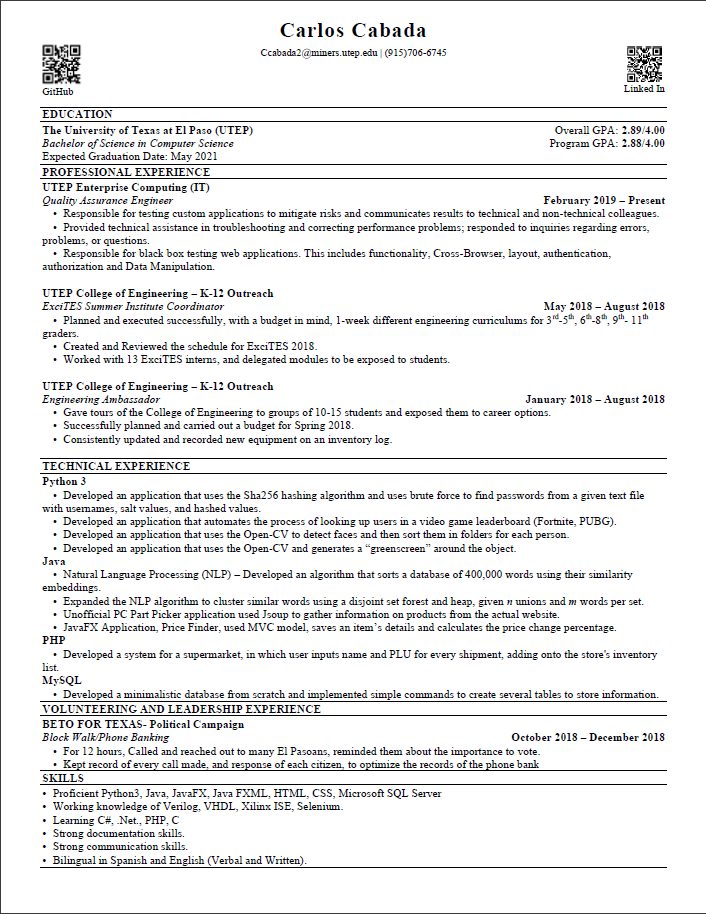 Carlos Cabada
Ccabada2@miners.utep.edu | (915)706-6745
GitHub
Linked In
EDUCATION
The University of Texas at El Paso (UTEP) Overall GPA: 2.89/4.00
Bachelor of Science in Computer Science Program GPA: 2.88/4.00
Expected Graduation Date: May 2021
PROFESSIONAL EXPERIENCE
UTEP Enterprise Computing (IT)
Quality Assurance Engineer February 2019 – Present
• Responsible for testing custom applications to mitigate risks and communicates results to technical and non-technical colleagues.
• Provided technical assistance in troubleshooting and correcting performance problems; responded to inquiries regarding errors,
problems, or questions.
• Responsible for black box testing web applications. This includes functionality, Cross-Browser, layout, authentication,
authorization and Data Manipulation.
UTEP College of Engineering – K-12 Outreach
ExciTES Summer Institute Coordinator May 2018 – August 2018
• Planned and executed successfully, with a budget in mind, 1-week different engineering curriculums for 3rd-5th, 6th-8th, 9th- 11th
graders.
• Created and Reviewed the schedule for ExciTES 2018.
• Worked with 13 ExciTES interns, and delegated modules to be exposed to students.
UTEP College of Engineering – K-12 Outreach
Engineering Ambassador January 2018 – August 2018
• Gave tours of the College of Engineering to groups of 10-15 students and exposed them to career options.
• Successfully planned and carried out a budget for Spring 2018.
• Consistently updated and recorded new equipment on an inventory log.
TECHNICAL EXPERIENCE
Python 3
• Developed an application that uses the Sha256 hashing algorithm and uses brute force to find passwords from a given text file
with usernames, salt values, and hashed values.
• Developed an application that automates the process of looking up users in a video game leaderboard (Fortnite, PUBG).
• Developed an application that uses the Open-CV to detect faces and then sort them in folders for each person.
• Developed an application that uses the Open-CV and generates a “greenscreen” around the object.
Java
• Natural Language Processing (NLP) – Developed an algorithm that sorts a database of 400,000 words using their similarity
embeddings.
• Expanded the NLP algorithm to cluster similar words using a disjoint set forest and heap, given n unions and m words per set.
• Unofficial PC Part Picker application used Jsoup to gather information on products from the actual website.
• JavaFX Application, Price Finder, used MVC model, saves an item’s details and calculates the price change percentage.
PHP
• Developed a system for a supermarket, in which user inputs name and PLU for every shipment, adding onto the store's inventory
list.
MySQL
• Developed a minimalistic database from scratch and implemented simple commands to create several tables to store information.
VOLUNTEERING AND LEADERSHIP EXPERIENCE
BETO FOR TEXAS- Political Campaign
Block Walk/Phone Banking October 2018 – December 2018
• For 12 hours, Called and reached out to many El Pasoans, reminded them about the importance to vote.
• Kept record of every call made, and response of each citizen, to optimize the records of the phone bank
SKILLS
• Proficient Python3, Java, JavaFX, Java FXML, HTML, CSS, Microsoft SQL Server
• Working knowledge of Verilog, VHDL, Xilinx ISE, Selenium.
• Learning C#, .Net., PHP, C
• Strong documentation skills.
• Strong communication skills.
• Bilingual in Spanish and English (Verbal and Written).